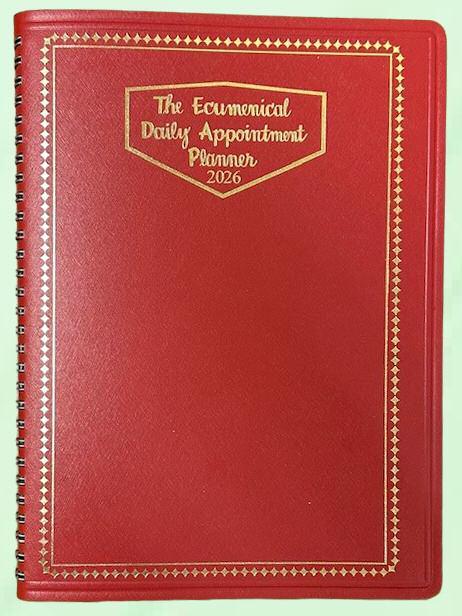 The Ecumenical
Daily Appointment
Planner
2026